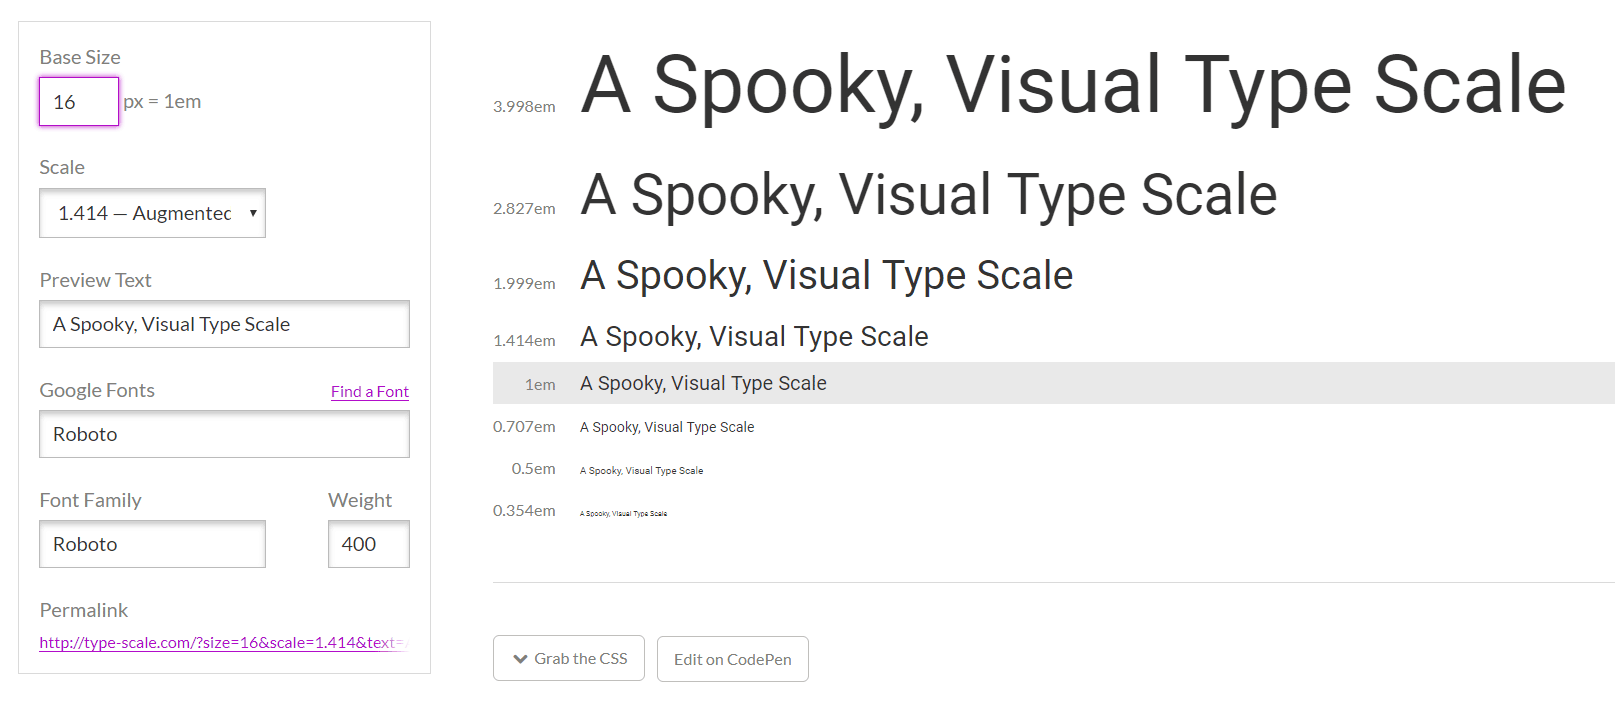 Base Size
16 px = 1em
Scale
1.414 — Augmented
Preview Text
A Spooky, Visual Type Scale
Google Fonts Find a Font
Roboto
Font Family Weight
Roboto 400
Permalink
http://type-scale.com/?size=16&scale=1.414&text=
3.998em A Spooky, Visual Type Scale
2.827em A Spooky, Visual Type Scale
1.999em A Spooky, Visual Type Scale
1.414em A Spooky, Visual Type Scale
1em A Spooky, Visual Type Scale
0.707em A Spooky, Visual Type Scale
0.5em A Spooky, Visual Type Scale
0.354em A Spooky, Visual Type Scale
Grab the CSS Edit on CodePen